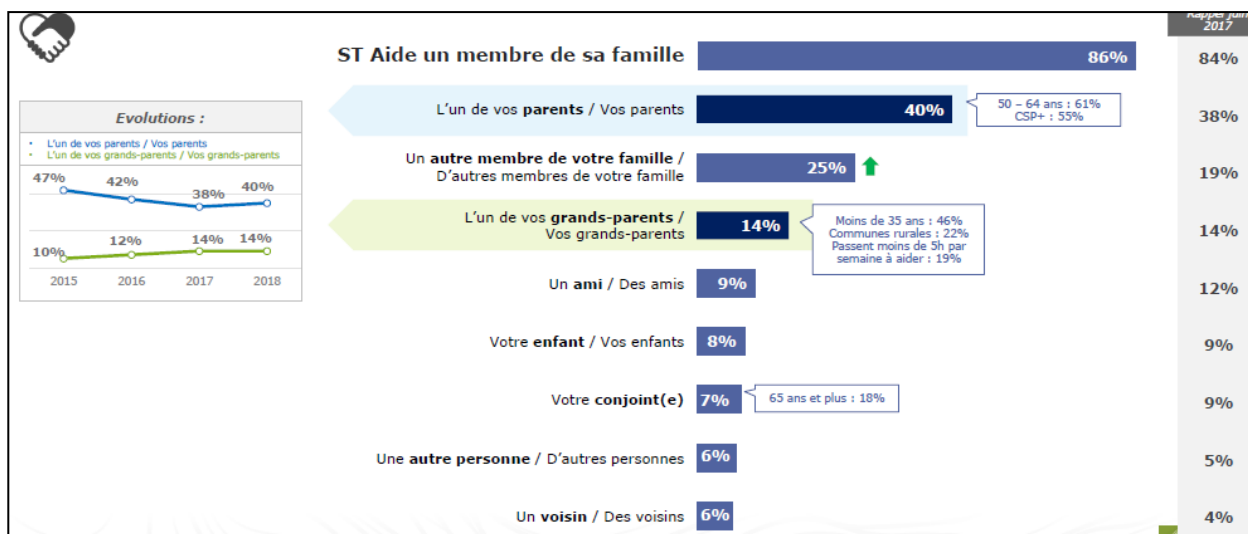 Rappel juin
2017
ST Aide un membre de sa famille 86% 84%
L'un de vos parents / Vos parents 40% 38%
50 – 64 ans : 61%
CSP+ : 55%
Evolutions :
• L'un de vos parents / Vos parents
• L'un de vos grands-parents / Vos grands-parents
47% 42% 38% 40%
10% 12% 14% 14%
2015 2016 2017 2018
Un autre membre de votre famille /
D'autres membres de votre famille 25% 19%
L'un de vos grands-parents /
Vos grands-parents 14% 14%
Moins de 35 ans : 46%
Communes rurales : 22%
Passent moins de 5h par
semaine à aider : 19%
Un ami / Des amis 9% 12%
Votre enfant / Vos enfants 8% 9%
Votre conjoint(e) 7% 9%
65 ans et plus : 18%
Une autre personne / D'autres personnes 6% 5%
Un voisin / Des voisins 6% 4%